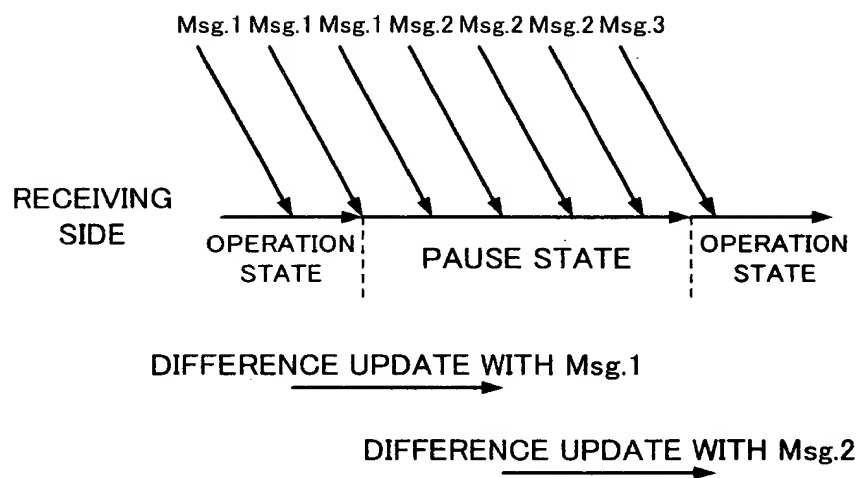 Msg.1 Msg.1 Msg.1 Msg.2 Msg.2 Msg.2 Msg.3
RECEIVING
SIDE
OPERATION
STATE
PAUSE STATE
OPERATION
STATE
DIFFERENCE UPDATE WITH Msg.1
DIFFERENCE UPDATE WITH Msg.2